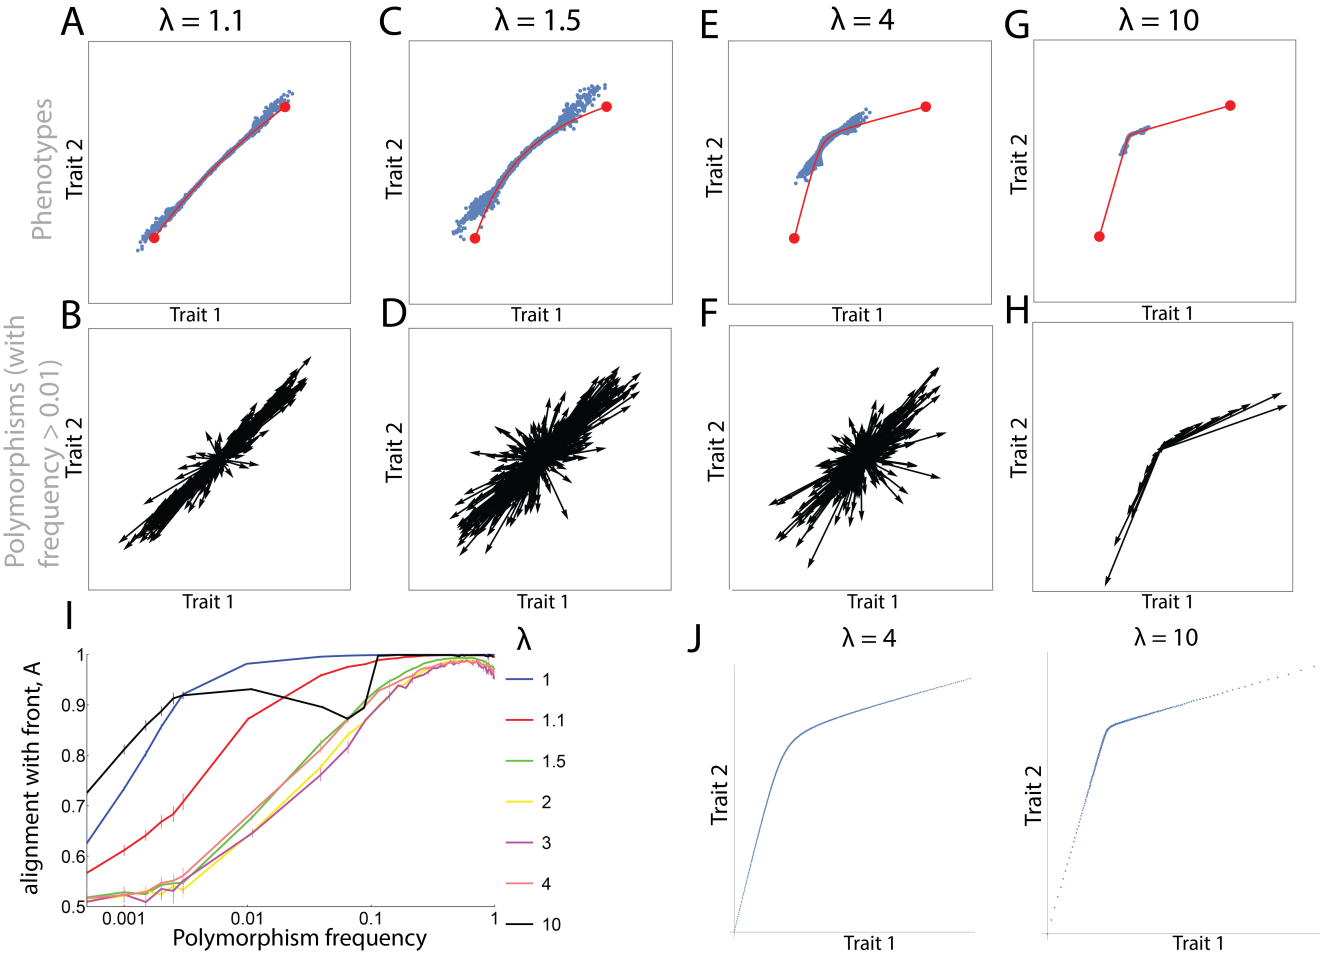 A
λ = 1.1
C
λ = 1.5
E
λ = 4
G
λ = 10
Phenotypes
Trait 2
Trait 2
Trait 2
Trait 2
Trait 1
Trait 1
Trait 1
Trait 1
B
D
F
H
Polymorphisms (with
frequency > 0.01)
Trait 2
Trait 2
Trait 2
Trait 2
Trait 1
Trait 1
Trait 1
Trait 1
I
alignment with front, A
1
0.9
0.8
0.7
0.6
0.5
0.001
0.01
0.1
1
Polymorphism frequency
λ
1
1.1
1.5
2
3
4
10
J
λ = 4
λ = 10
Trait 2
Trait 2
Trait 1
Trait 1